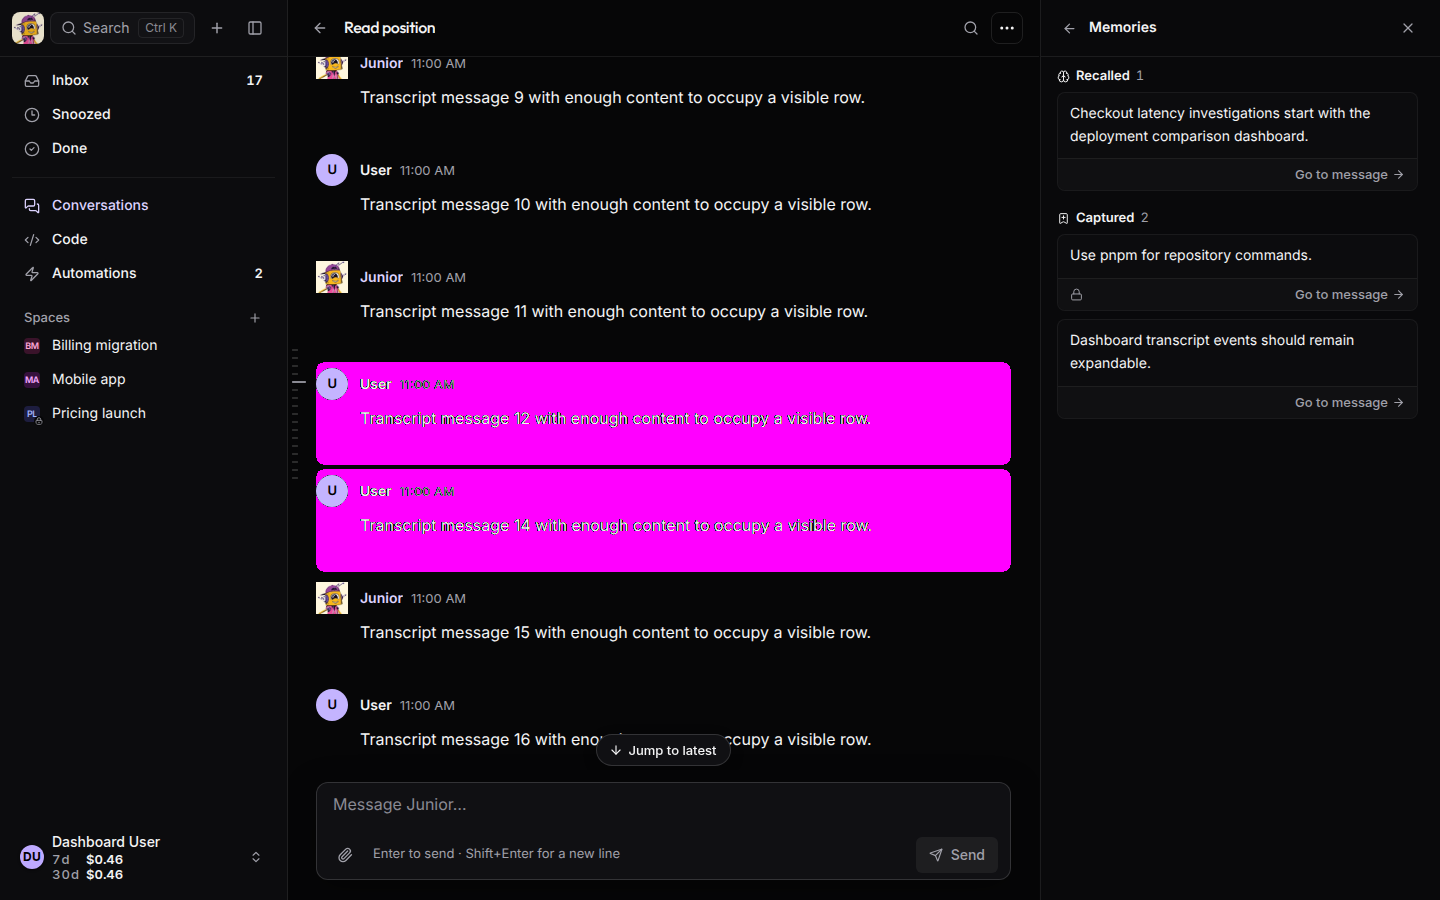 Search
Ctrl K
Inbox
17
Snoozed
Done
Conversations
Code
Automations
2
Spaces
BM
Billing migration
MA
Mobile app
PL
Pricing launch
DU
Dashboard User
7d $0.46
30d $0.46
Read position
Junior 11:00 AM
Transcript message 9 with enough content to occupy a visible row.
U
User 11:00 AM
Transcript message 10 with enough content to occupy a visible row.
Junior 11:00 AM
Transcript message 11 with enough content to occupy a visible row.
U
User 11:00 AM
Transcript message 12 with enough content to occupy a visible row.
U
User 11:00 AM
Transcript message 14 with enough content to occupy a visible row.
Junior 11:00 AM
Transcript message 15 with enough content to occupy a visible row.
U
User 11:00 AM
Transcript message 16 with enou ccupy a visible row.
Jump to latest
Message Junior...
Enter to send · Shift+Enter for a new line
Send
Memories
Recalled 1
Checkout latency investigations start with the
deployment comparison dashboard.
Go to message
Captured 2
Use pnpm for repository commands.
Go to message
Dashboard transcript events should remain
expandable.
Go to message